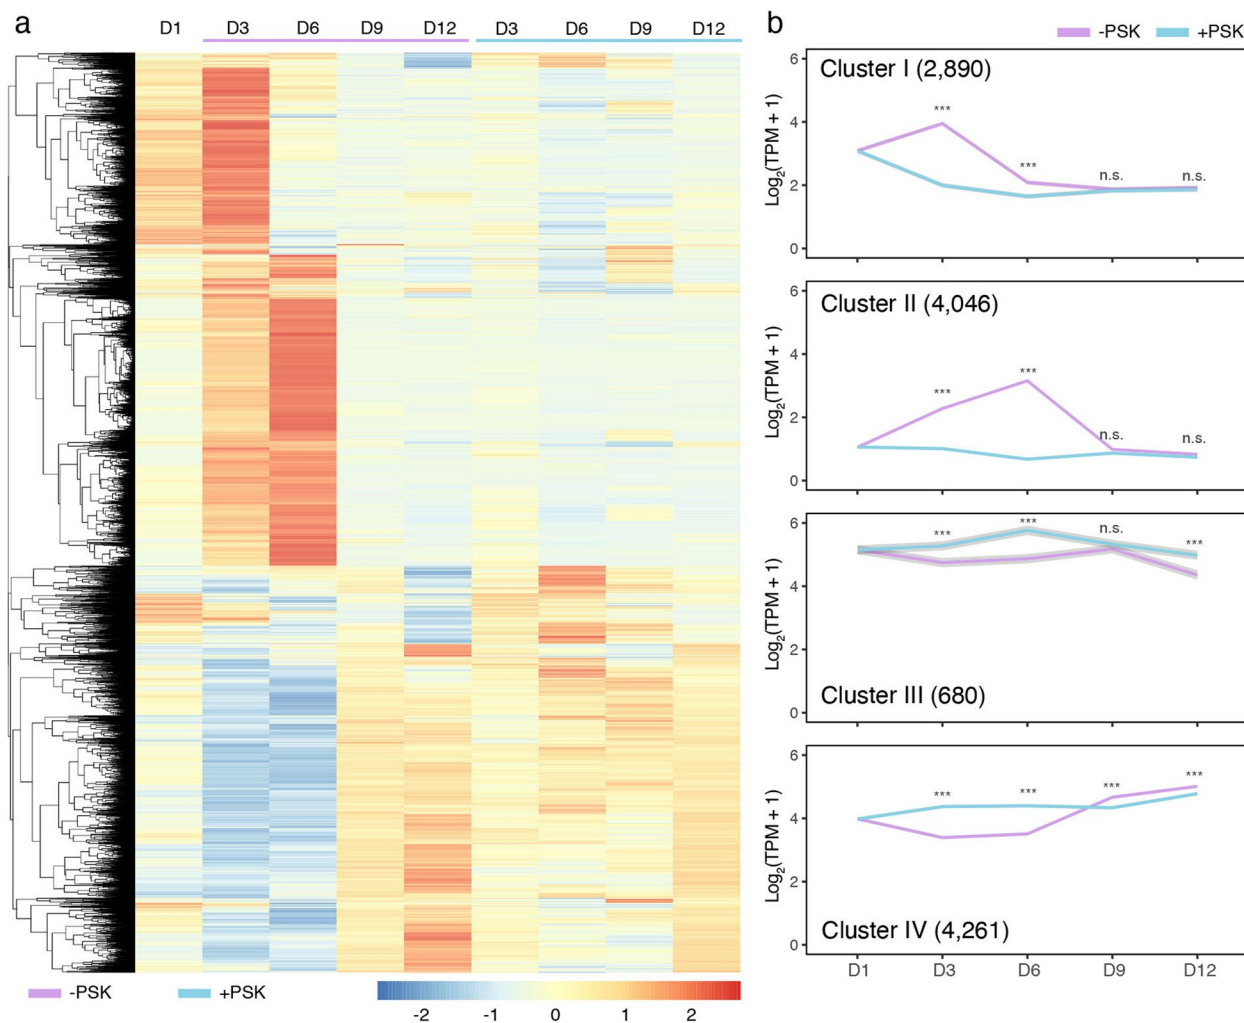 a
D1 D3 D6 D9 D12 D3 D6 D9 D12
-PSK +PSK
-2 -1 0 1 2
b
-PSK +PSK
Cluster I (2,890)
Log2(TPM + 1)
6
4
2
0
***
***
n.s.
n.s.
Cluster II (4,046)
Log2(TPM + 1)
6
4
2
0
***
***
n.s.
n.s.
Cluster III (680)
Log2(TPM + 1)
6
4
2
0
***
***
n.s.
***
Cluster IV (4,261)
Log2(TPM + 1)
6
4
2
0
***
***
***
***
D1 D3 D6 D9 D12